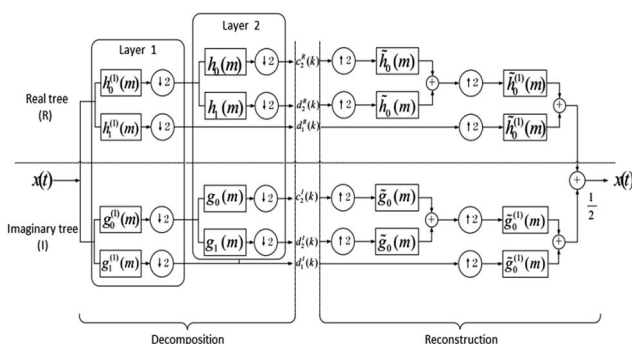 Layer 1
Layer 2
Real tree
(R)
h₀(m) ↓2 c₂ᴿ(k) ↑2 h̃₀(m)
h₀⁽¹⁾(m) ↓2 h₁(m) ↓2 d₂ᴿ(k) ↑2 h̃₀(m) + ↑2 h̃₀⁽¹⁾(m)
h₁⁽¹⁾(m) ↓2 d₁ᴿ(k) ↑2 h̃₀⁽¹⁾(m) +
x(t) + x(t)
1/2
Imaginary tree
(I)
g₀(m) ↓2 c₂ᴵ(k) ↑2 g̃₀(m)
g₀⁽¹⁾(m) ↓2 g₁(m) ↓2 d₂ᴵ(k) ↑2 g̃₀(m) + ↑2 g̃₀⁽¹⁾(m)
g₁⁽¹⁾(m) ↓2 d₁ᴵ(k) ↑2 g̃₀⁽¹⁾(m) +
Decomposition
Reconstruction